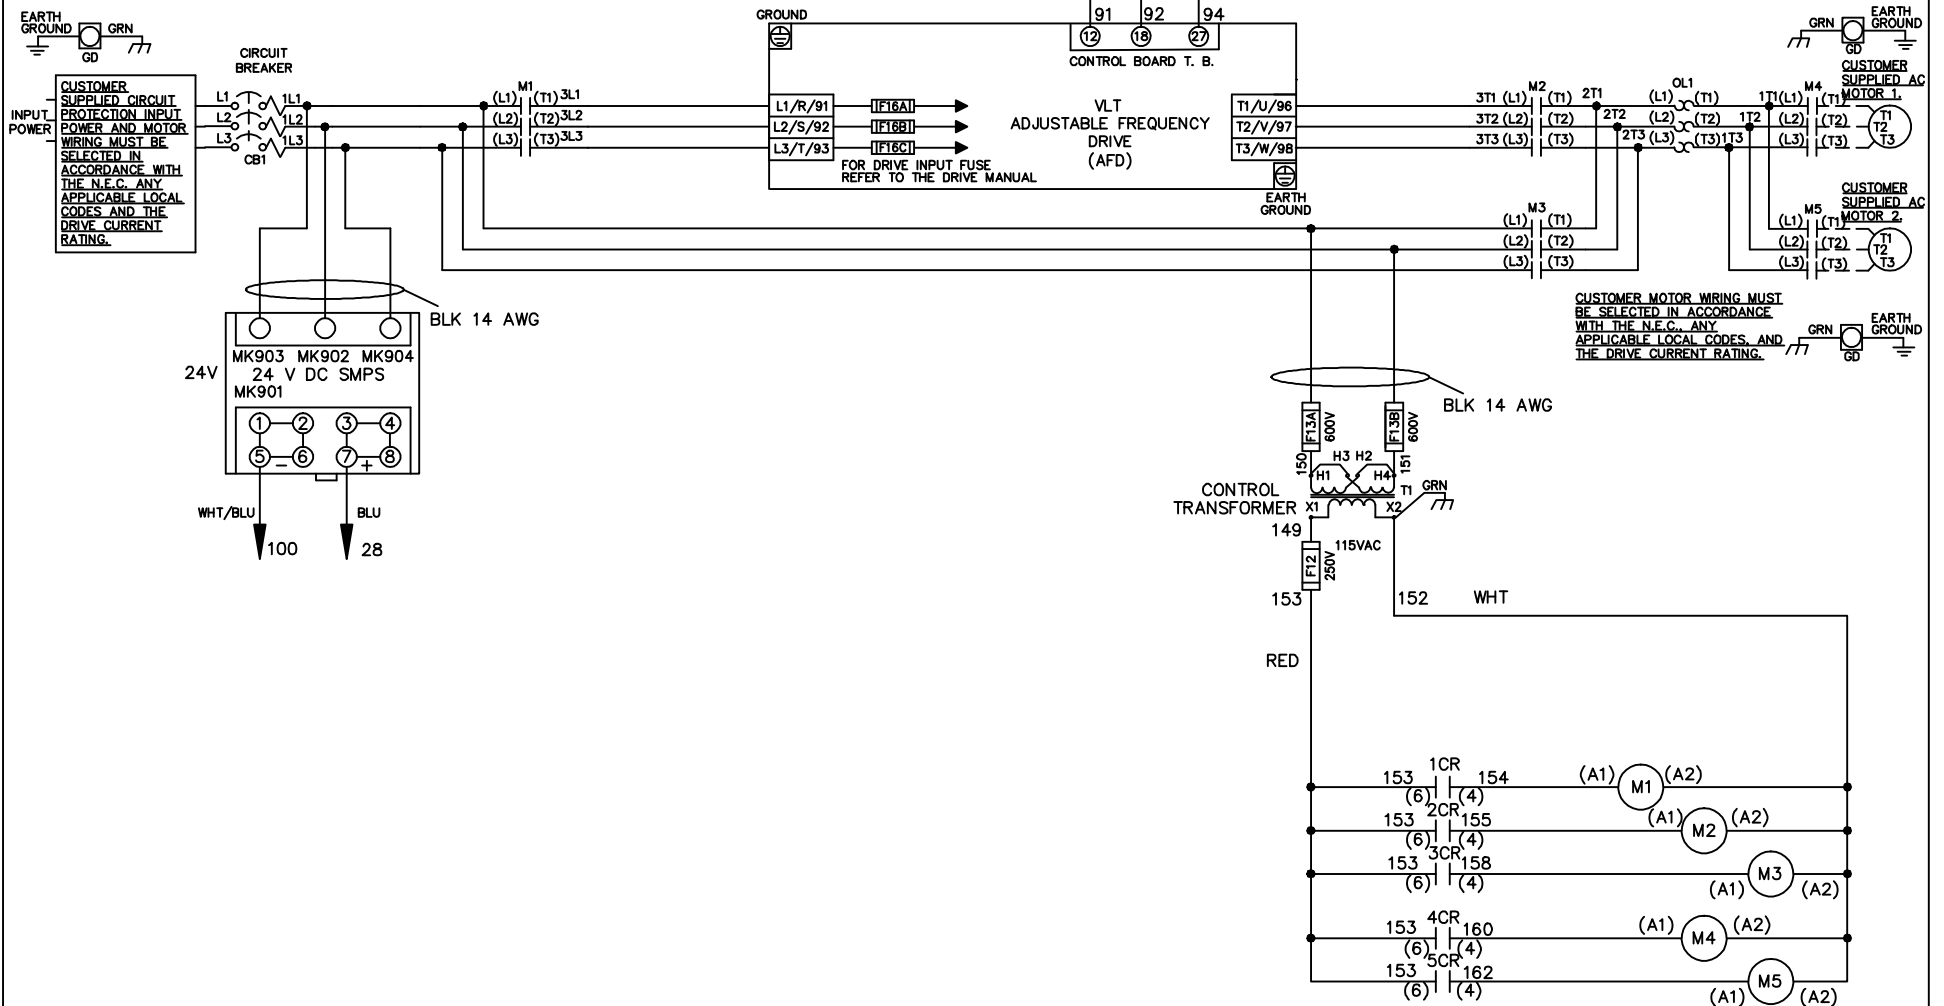 EARTH
GROUND
GRN
GD
GROUND
91
92
94
12
18
27
CONTROL BOARD T. B.
GRN
EARTH
GROUND
GD
CIRCUIT
BREAKER
CUSTOMER
SUPPLIED CIRCUIT
PROTECTION INPUT
POWER AND MOTOR
WIRING MUST BE
SELECTED IN
ACCORDANCE WITH
THE N.E.C. ANY
APPLICABLE LOCAL
CODES AND THE
DRIVE CURRENT
RATING.
INPUT
POWER
L1
L2
L3
CB1
1L1
1L2
1L3
M1
(L1) (T1) 3L1
(L2) (T2) 3L2
(L3) (T3) 3L3
L1/R/91
L2/S/92
L3/T/93
F16A
F16B
F16C
FOR DRIVE INPUT FUSE
REFER TO THE DRIVE MANUAL
VLT
ADJUSTABLE FREQUENCY
DRIVE
(AFD)
T1/U/96
T2/V/97
T3/W/98
EARTH
GROUND
M2
3T1 (L1) (T1) 2T1
3T2 (L2) (T2) 2T2
3T3 (L3) (T3) 2T3
OL1
(L1) (T1) 1T1
(L2) (T2) 1T2
(L3) (T3) 1T3
M4
(L1) (T1)
(L2) (T2)
(L3) (T3)
CUSTOMER
SUPPLIED AC
MOTOR 1.
T1
T2
T3
M3
(L1) (T1)
(L2) (T2)
(L3) (T3)
M5
(L1) (T1)
(L2) (T2)
(L3) (T3)
CUSTOMER
SUPPLIED AC
MOTOR 2.
T1
T2
T3
CUSTOMER MOTOR WIRING MUST
BE SELECTED IN ACCORDANCE
WITH THE N.E.C., ANY
APPLICABLE LOCAL CODES, AND
THE DRIVE CURRENT RATING.
GRN
EARTH
GROUND
GD
BLK 14 AWG
MK903 MK902 MK904
24V
24 V DC SMPS
MK901
1 2 3 4
5 – 6 7 + 8
WHT/BLU
BLU
100
28
BLK 14 AWG
F13A
600V
F13B
600V
150
151
H3 H2
H1
H4
T1
GRN
CONTROL
TRANSFORMER
X1
X2
149
115VAC
F12
250V
153
152
WHT
RED
1CR
153 154 (A1) M1 (A2)
(6) (4)
2CR
153 155 (A1) M2 (A2)
(6) (4)
3CR
153 158 M3
(6) (4) (A1) (A2)
4CR
153 160 (A1) M4 (A2)
(6) (4)
5CR
153 162 M5
(6) (4) (A1) (A2)